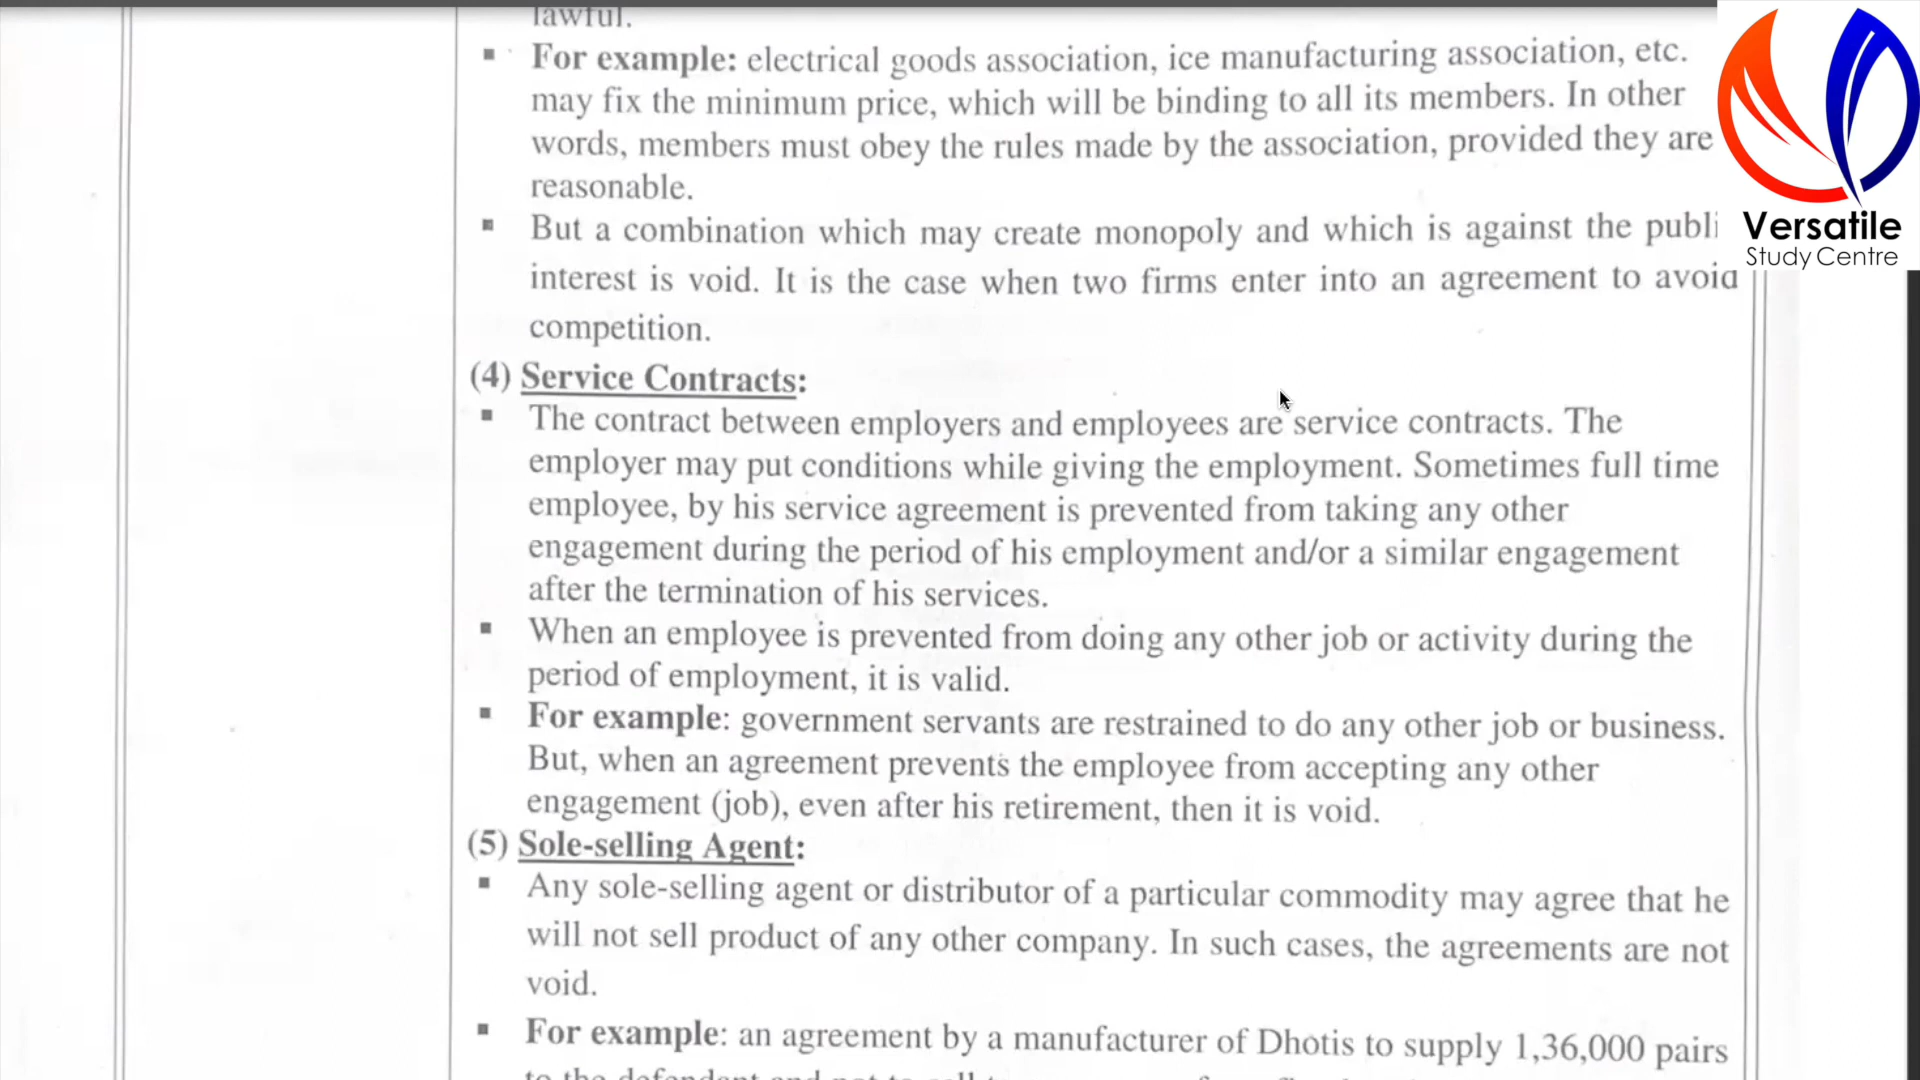 lawful.
▪ For example: electrical goods association, ice manufacturing association, etc.
may fix the minimum price, which will be binding to all its members. In other
words, members must obey the rules made by the association, provided they are
reasonable.
▪ But a combination which may create monopoly and which is against the publi
interest is void. It is the case when two firms enter into an agreement to avoid
competition.
(4) Service Contracts:
▪ The contract between employers and employees are service contracts. The
employer may put conditions while giving the employment. Sometimes full time
employee, by his service agreement is prevented from taking any other
engagement during the period of his employment and/or a similar engagement
after the termination of his services.
▪ When an employee is prevented from doing any other job or activity during the
period of employment, it is valid.
▪ For example: government servants are restrained to do any other job or business.
But, when an agreement prevents the employee from accepting any other
engagement (job), even after his retirement, then it is void.
(5) Sole-selling Agent:
▪ Any sole-selling agent or distributor of a particular commodity may agree that he
will not sell product of any other company. In such cases, the agreements are not
void.
▪ For example: an agreement by a manufacturer of Dhotis to supply 1,36,000 pairs
to the defendant and not to sell
Versatile
Study Centre